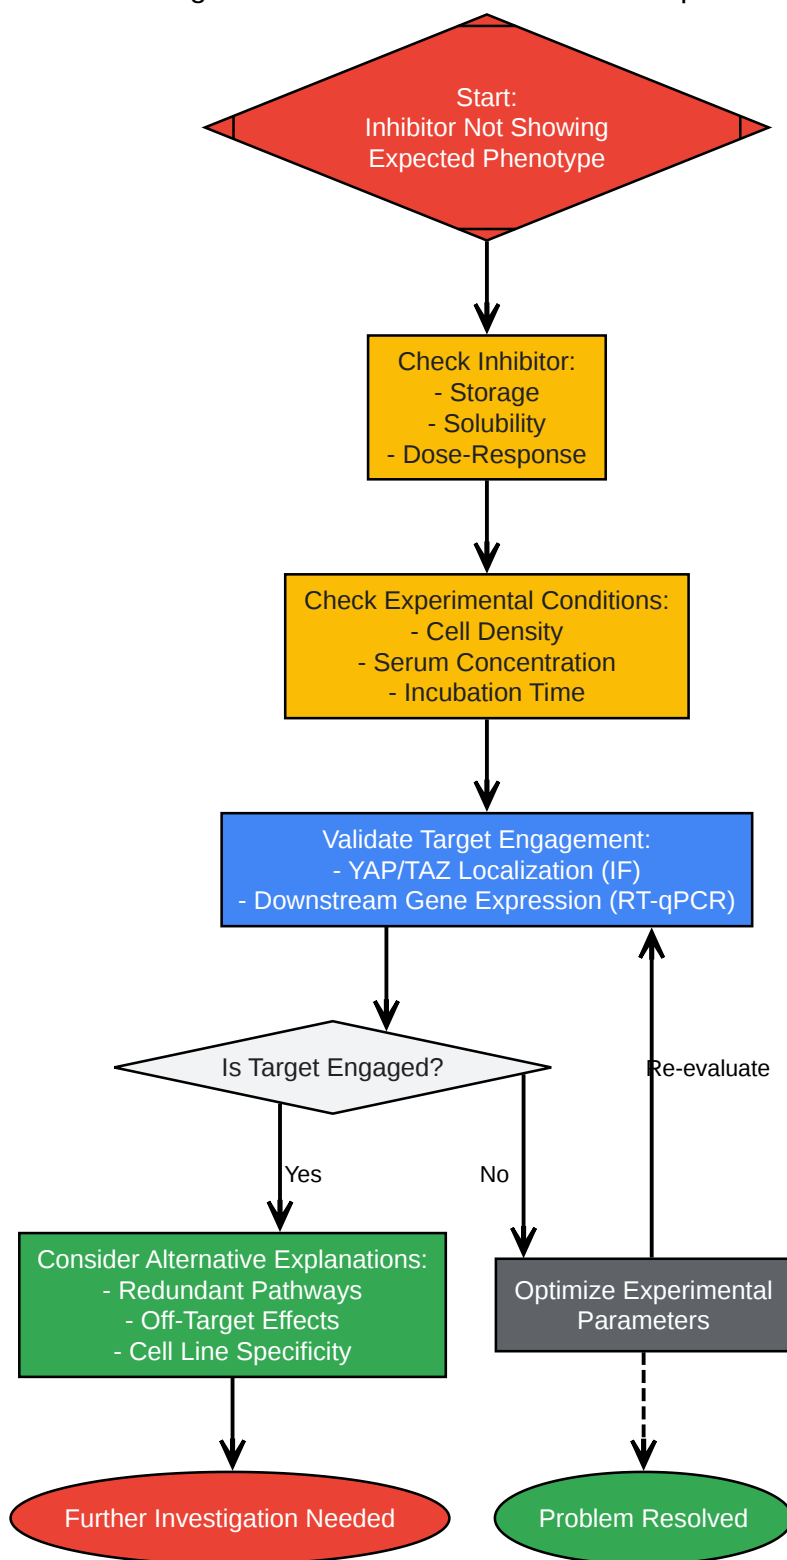 Start:
Inhibitor Not Showing
Expected Phenotype
Check Inhibitor:
- Storage
- Solubility
- Dose-Response
Check Experimental Conditions:
- Cell Density
- Serum Concentration
- Incubation Time
Validate Target Engagement:
- YAP/TAZ Localization (IF)
- Downstream Gene Expression (RT-qPCR)
Is Target Engaged?
Re-evaluate
Yes
No
Consider Alternative Explanations:
- Redundant Pathways
- Off-Target Effects
- Cell Line Specificity
Optimize Experimental
Parameters
Further Investigation Needed
Problem Resolved